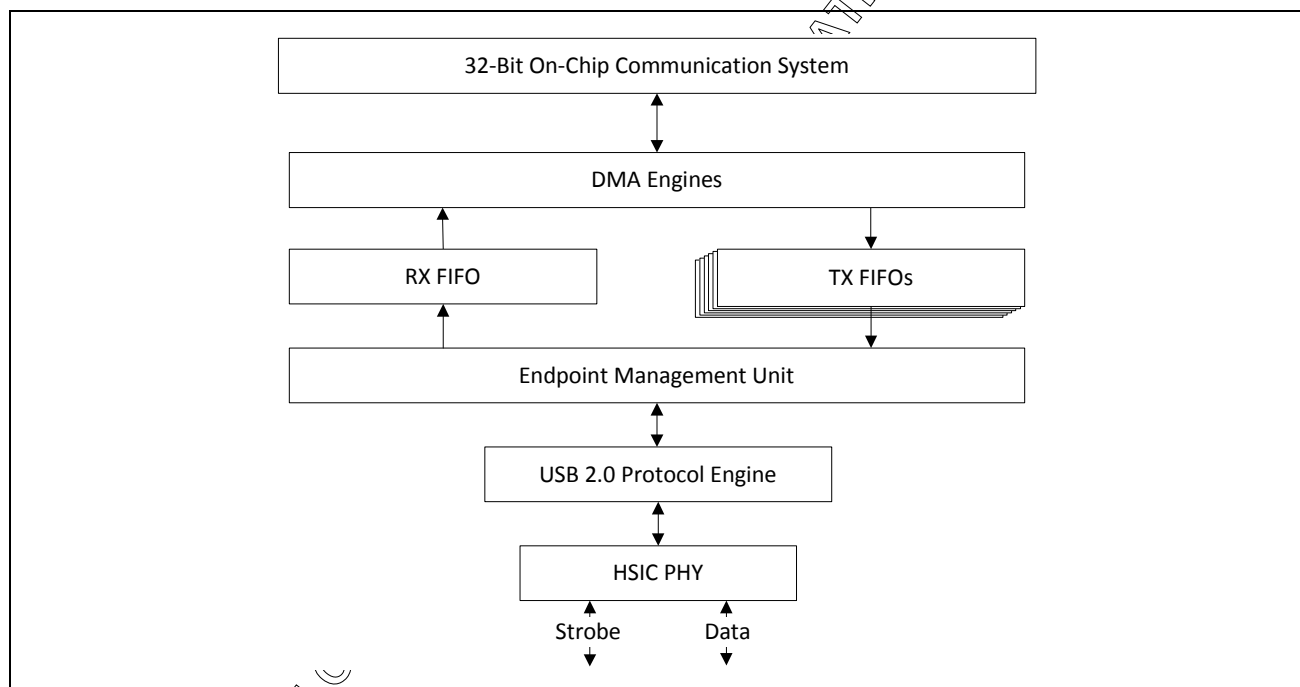 32-Bit On-Chip Communication System
DMA Engines
RX FIFO
TX FIFOs
Endpoint Management Unit
USB 2.0 Protocol Engine
HSIC PHY
Strobe
Data